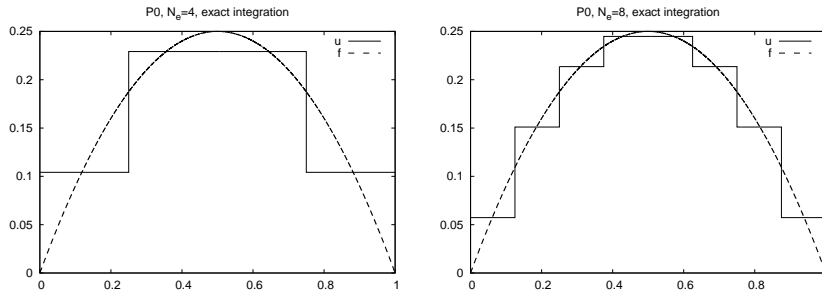 P0, N_e=4, exact integration
0.25
0.2
0.15
0.1
0.05
0
0 0.2 0.4 0.6 0.8 1
u
f
P0, N_e=8, exact integration
0.25
0.2
0.15
0.1
0.05
0
0 0.2 0.4 0.6 0.8
u
f